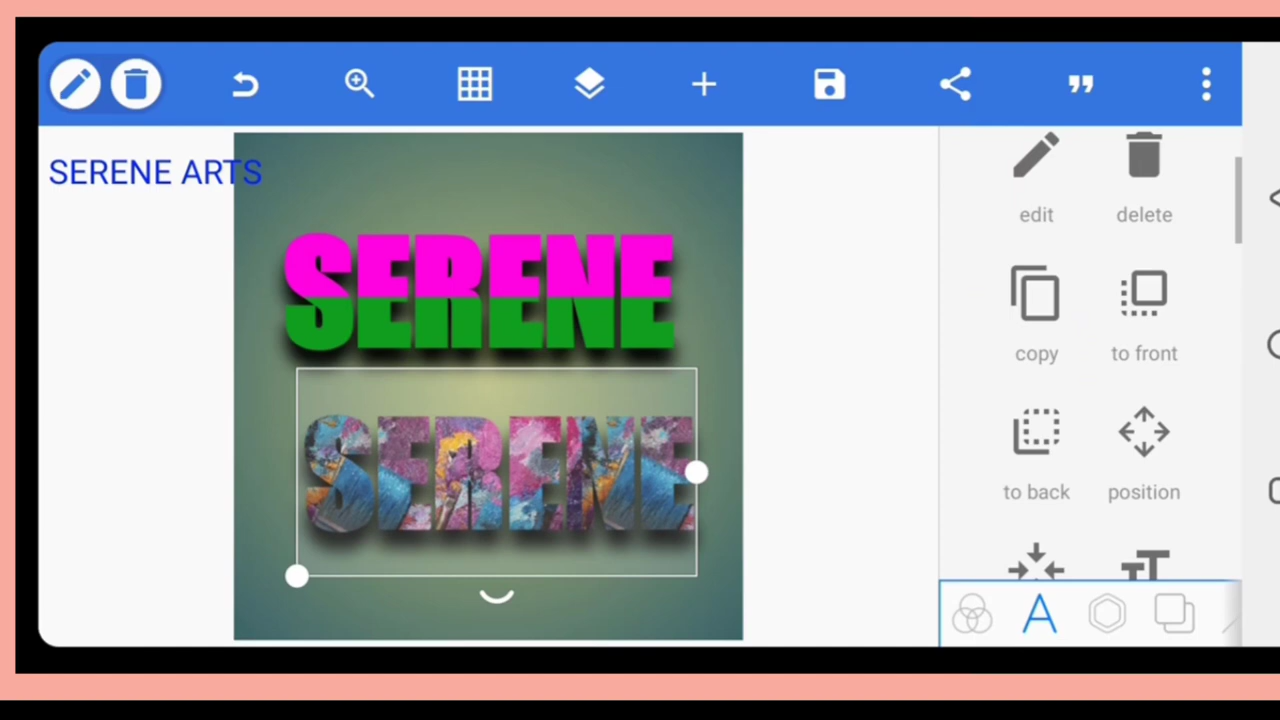 SERENE ARTS
SERENE
SERENE
edit
delete
copy
to front
to back
position